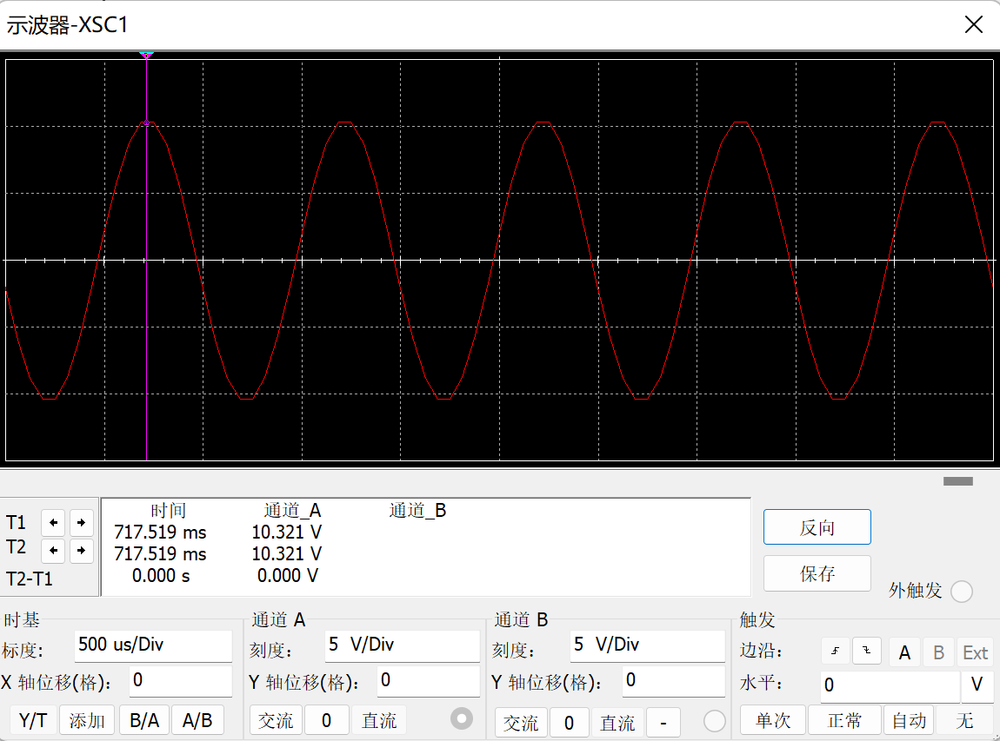 示波器-XSC1
时间 通道_A 通道_B
T1 717.519 ms 10.321 V
T2 717.519 ms 10.321 V
T2-T1 0.000 s 0.000 V
反向
保存
外触发
时基
标度: 500 us/Div
X 轴位移(格): 0
Y/T 添加 B/A A/B
通道 A
刻度: 5 V/Div
Y 轴位移(格): 0
交流 0 直流
通道 B
刻度: 5 V/Div
Y 轴位移(格): 0
交流 0 直流 -
触发
边沿: A B Ext
水平: 0 V
单次 正常 自动 无